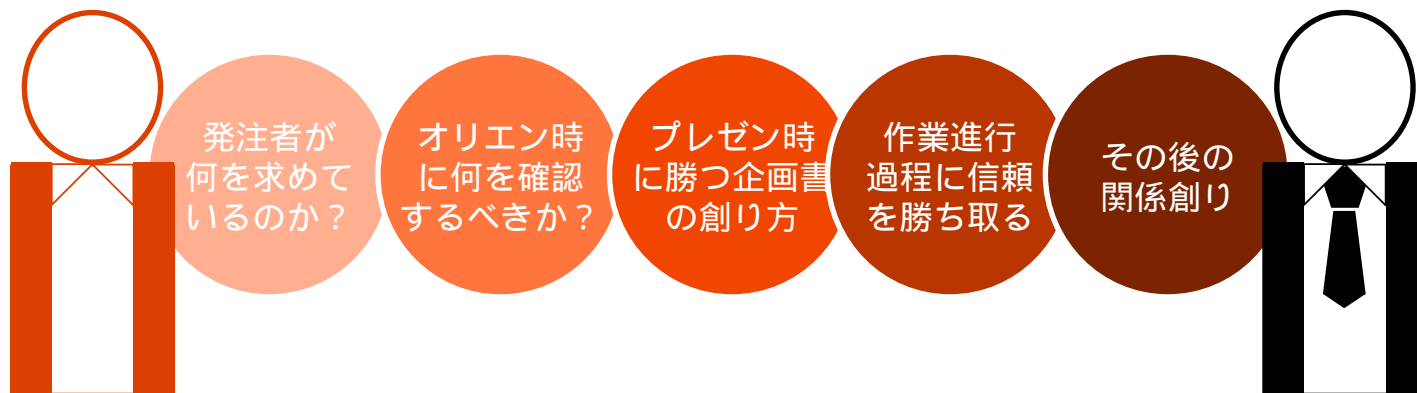 発注者が
何を求めて
いるのか？
オリエン時
に何を確認
するべきか？
プレゼン時
に勝つ企画書
の創り方
作業進行
過程に信頼
を勝ち取る
その後の
関係創り